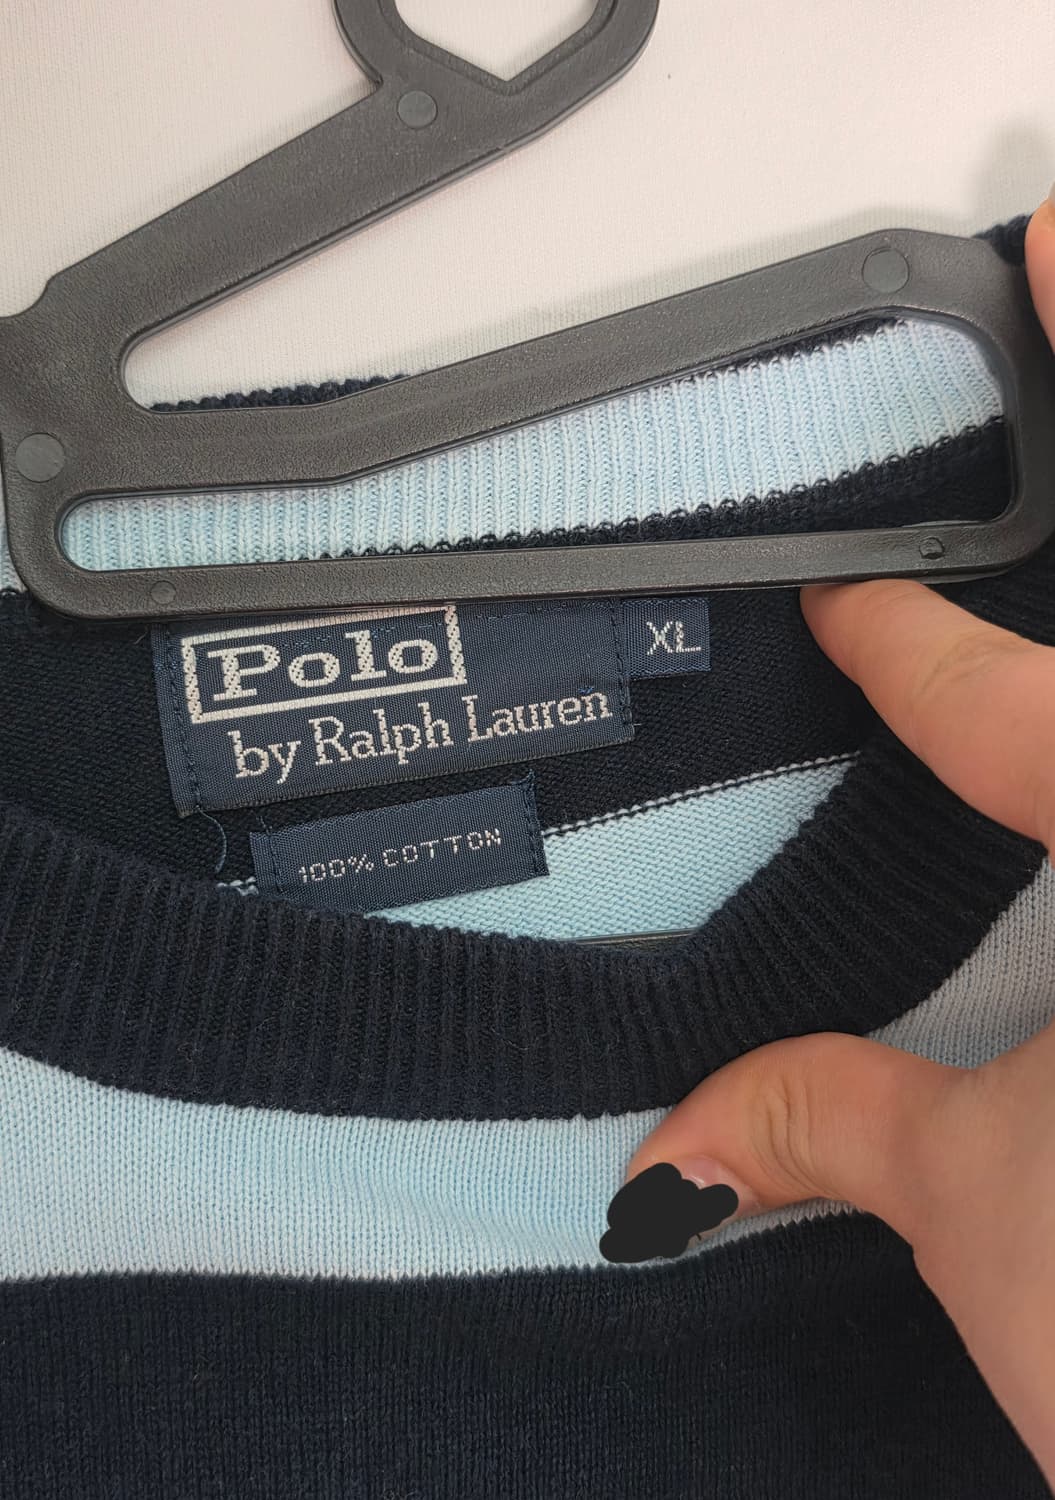 Polo
by Ralph Lauren
XL
100% COTTON